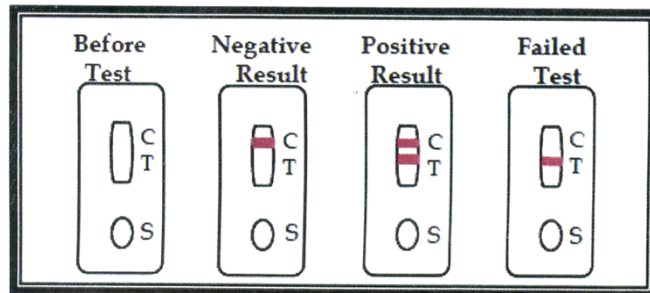 Before Test
Negative Result
Positive Result
Failed Test
C
T
S
C
T
S
C
T
S
C
T
S